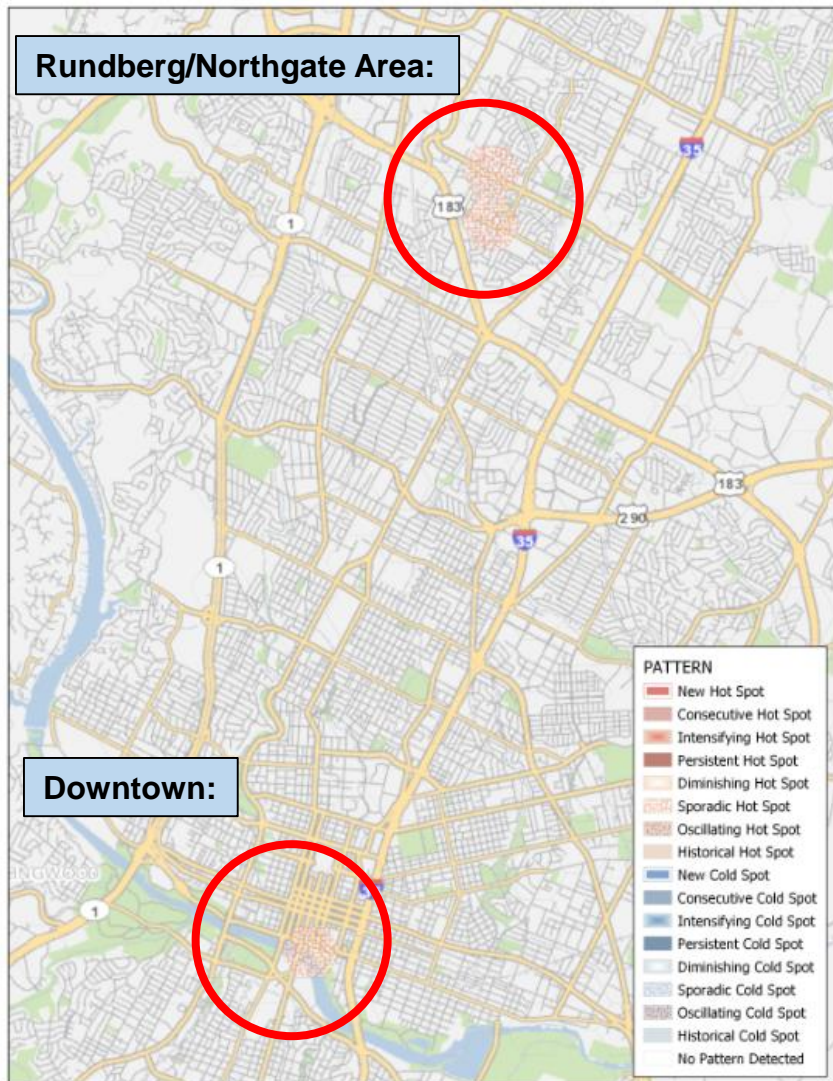 Rundberg/Northgate Area:
35
183
1
183
290
35
1
PATTERN
New Hot Spot
Consecutive Hot Spot
Intensifying Hot Spot
Persistent Hot Spot
Diminishing Hot Spot
Sporadic Hot Spot
Oscillating Hot Spot
Historical Hot Spot
New Cold Spot
Consecutive Cold Spot
Intensifying Cold Spot
Persistent Cold Spot
Diminishing Cold Spot
Sporadic Cold Spot
Oscillating Cold Spot
Historical Cold Spot
No Pattern Detected
Downtown:
NGWOOD
1